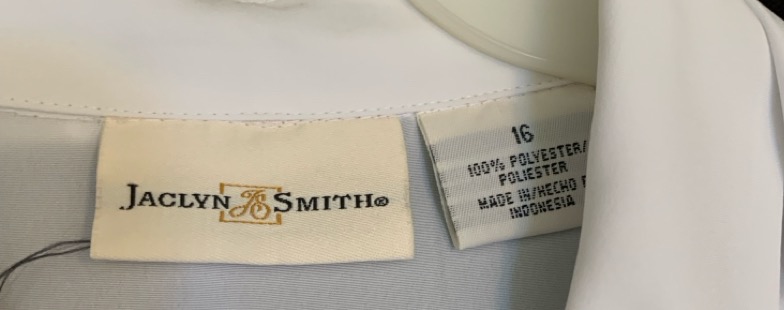 JACLYN JS SMITH®
16
100% POLYESTER/
POLIESTER
MADE IN/HECHO
INDONESIA